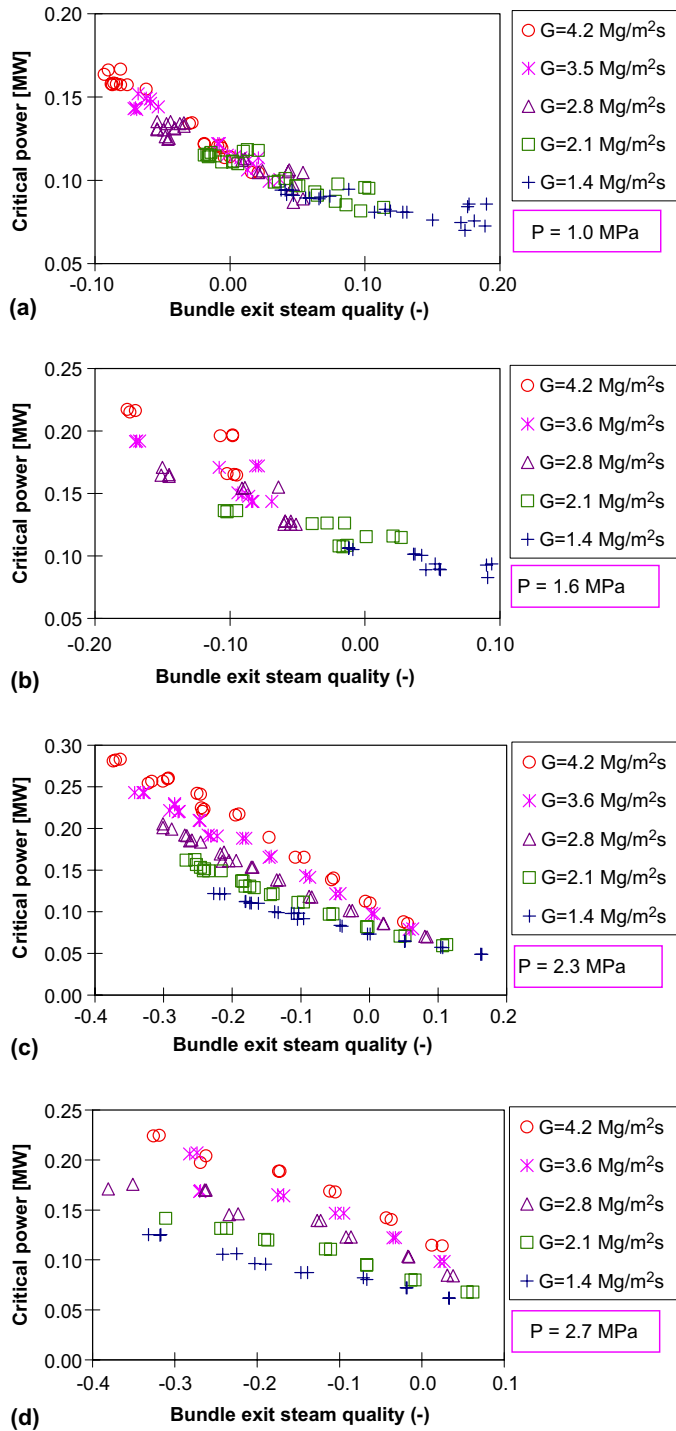 Critical power [MW]
0.20
0.15
0.10
0.05
-0.10
0.00
0.10
0.20
Bundle exit steam quality (-)
(a)
G=4.2 Mg/m²s
G=3.5 Mg/m²s
G=2.8 Mg/m²s
G=2.1 Mg/m²s
G=1.4 Mg/m²s
P = 1.0 MPa
Critical power [MW]
0.25
0.20
0.15
0.10
0.05
-0.20
-0.10
0.00
0.10
Bundle exit steam quality (-)
(b)
G=4.2 Mg/m²s
G=3.6 Mg/m²s
G=2.8 Mg/m²s
G=2.1 Mg/m²s
G=1.4 Mg/m²s
P = 1.6 MPa
Critical power [MW]
0.30
0.25
0.20
0.15
0.10
0.05
0.00
-0.4
-0.3
-0.2
-0.1
0.0
0.1
0.2
Bundle exit steam quality (-)
(c)
G=4.2 Mg/m²s
G=3.6 Mg/m²s
G=2.8 Mg/m²s
G=2.1 Mg/m²s
G=1.4 Mg/m²s
P = 2.3 MPa
Critical power [MW]
0.25
0.20
0.15
0.10
0.05
0.00
-0.4
-0.3
-0.2
-0.1
0.0
0.1
Bundle exit steam quality (-)
(d)
G=4.2 Mg/m²s
G=3.6 Mg/m²s
G=2.8 Mg/m²s
G=2.1 Mg/m²s
G=1.4 Mg/m²s
P = 2.7 MPa